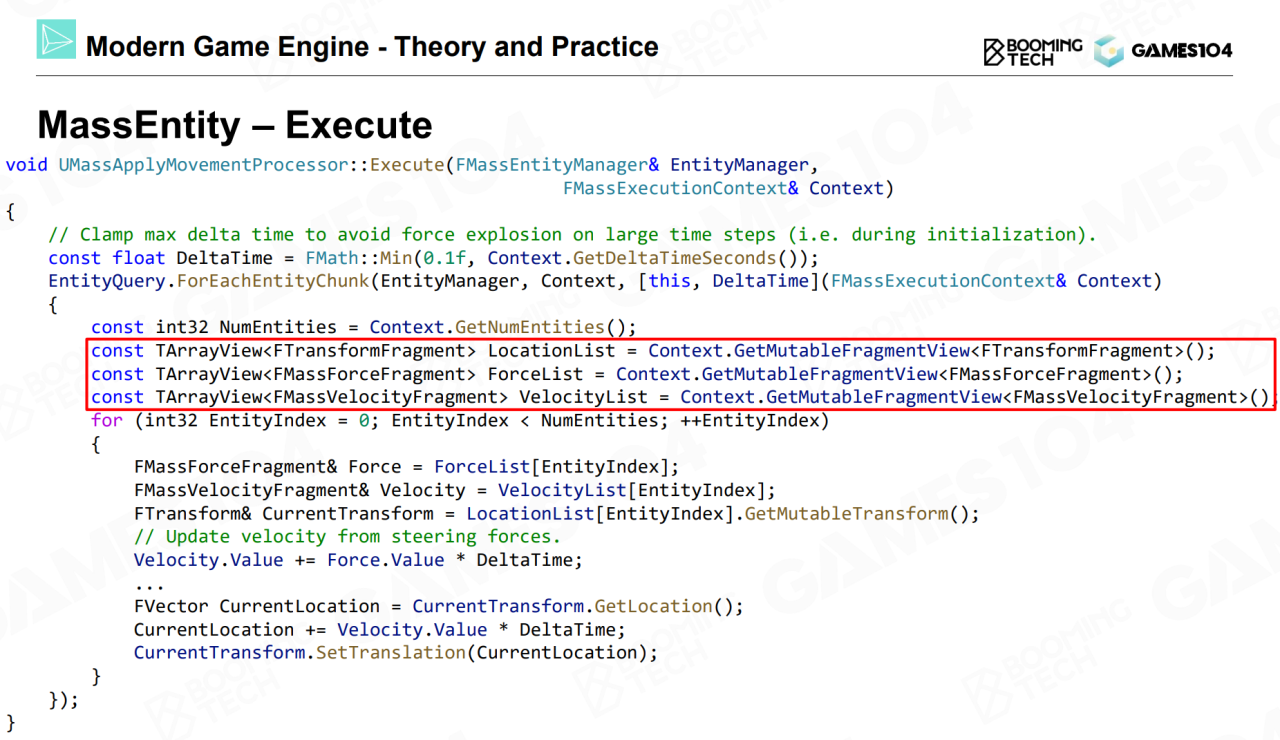 Modern Game Engine - Theory and Practice
BOOMING TECH GAMES104
MassEntity – Execute
void UMassApplyMovementProcessor::Execute(FMassEntityManager& EntityManager,
FMassExecutionContext& Context)
{
// Clamp max delta time to avoid force explosion on large time steps (i.e. during initialization).
const float DeltaTime = FMath::Min(0.1f, Context.GetDeltaTimeSeconds());
EntityQuery.ForEachEntityChunk(EntityManager, Context, [this, DeltaTime](FMassExecutionContext& Context)
{
const int32 NumEntities = Context.GetNumEntities();
const TArrayView<FTransformFragment> LocationList = Context.GetMutableFragmentView<FTransformFragment>();
const TArrayView<FMassForceFragment> ForceList = Context.GetMutableFragmentView<FMassForceFragment>();
const TArrayView<FMassVelocityFragment> VelocityList = Context.GetMutableFragmentView<FMassVelocityFragment>();
for (int32 EntityIndex = 0; EntityIndex < NumEntities; ++EntityIndex)
{
FMassForceFragment& Force = ForceList[EntityIndex];
FMassVelocityFragment& Velocity = VelocityList[EntityIndex];
FTransform& CurrentTransform = LocationList[EntityIndex].GetMutableTransform();
// Update velocity from steering forces.
Velocity.Value += Force.Value * DeltaTime;
...
FVector CurrentLocation = CurrentTransform.GetLocation();
CurrentLocation += Velocity.Value * DeltaTime;
CurrentTransform.SetTranslation(CurrentLocation);
}
});
}